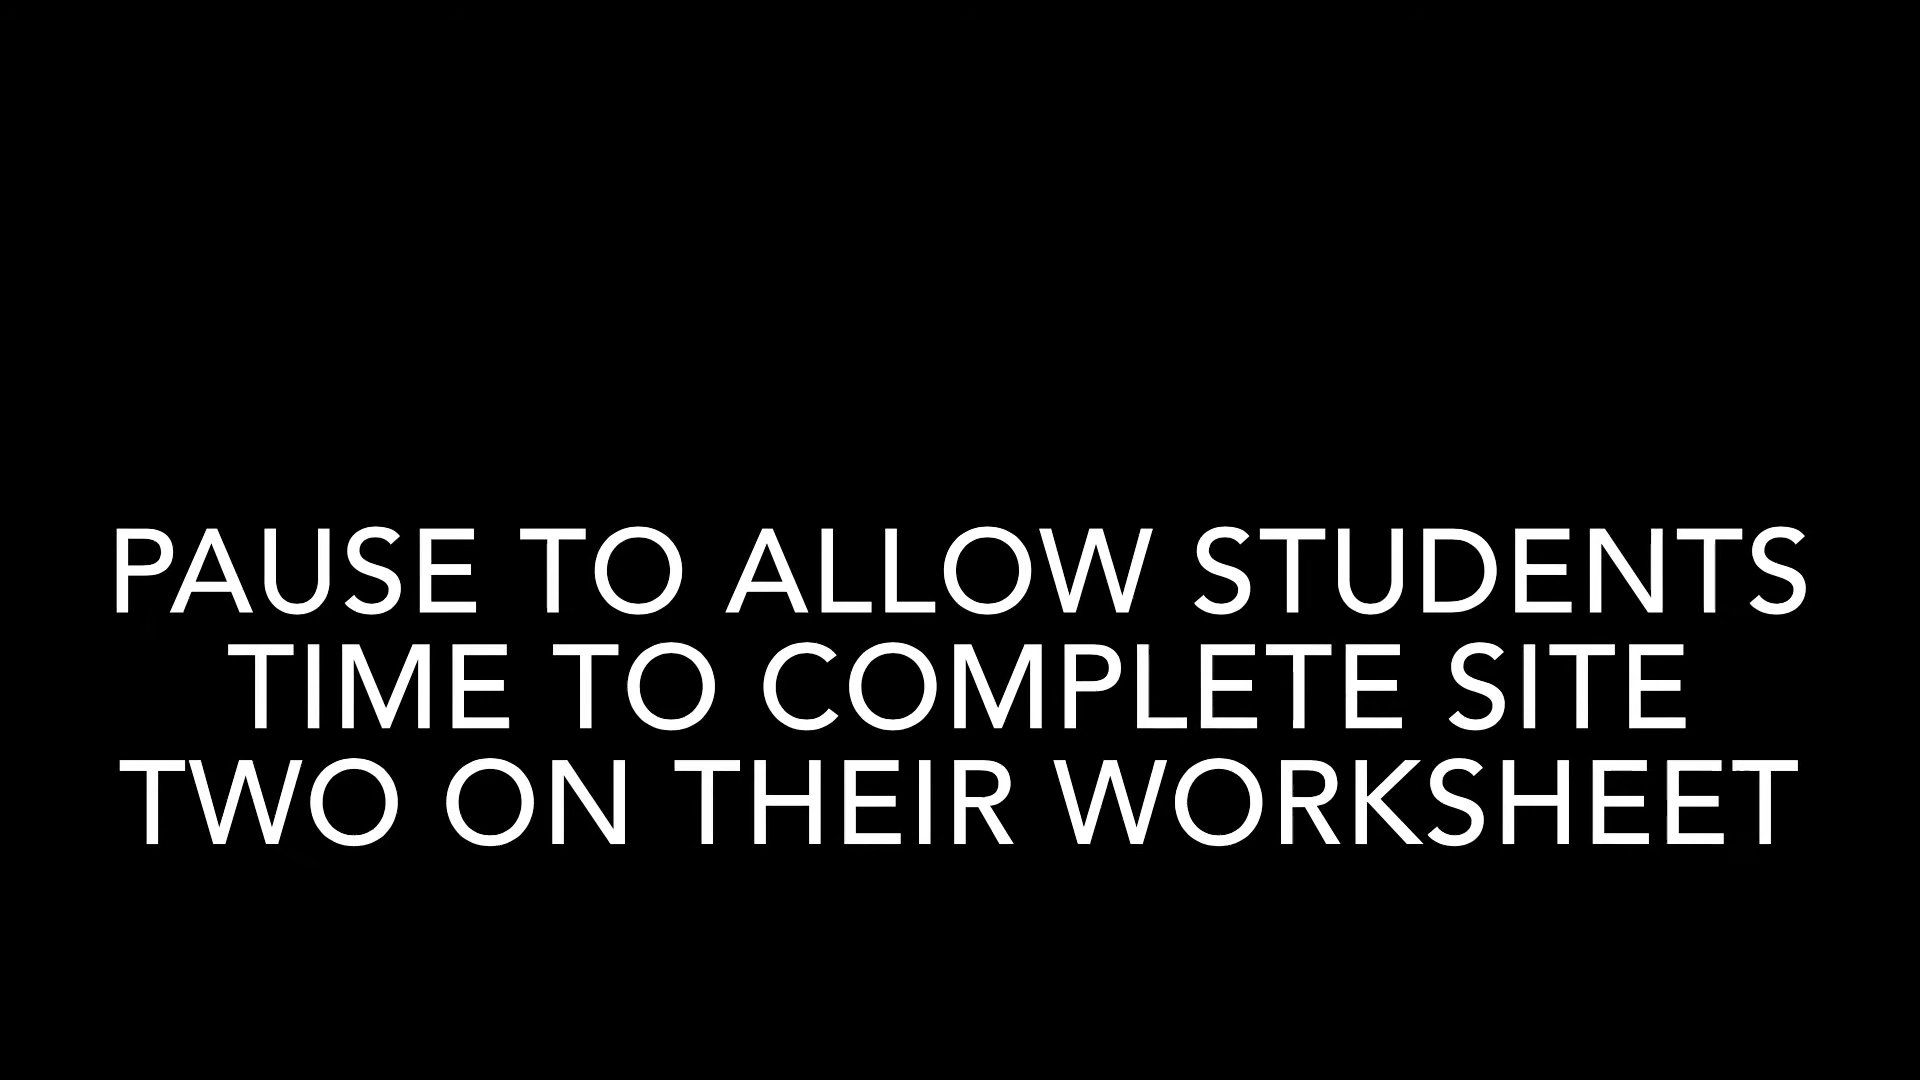 PAUSE TO ALLOW STUDENTS
TIME TO COMPLETE SITE
TWO ON THEIR WORKSHEET